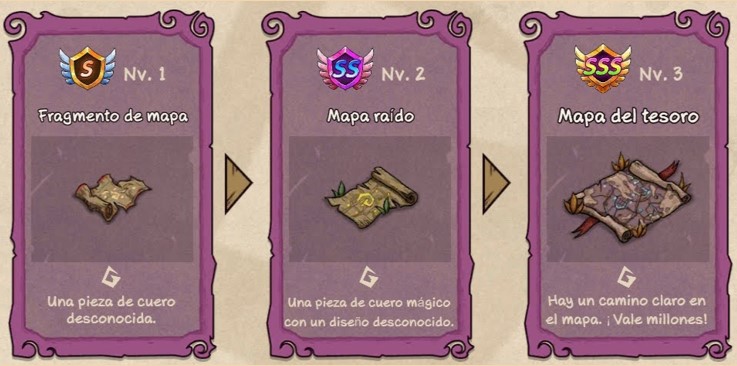 S Nv. 1
Fragmento de mapa
Una pieza de cuero
desconocida.
SS Nv. 2
Mapa raído
Una pieza de cuero mágico
con un diseño desconocido.
SSS Nv. 3
Mapa del tesoro
Hay un camino claro en
el mapa. ¡Vale millones!